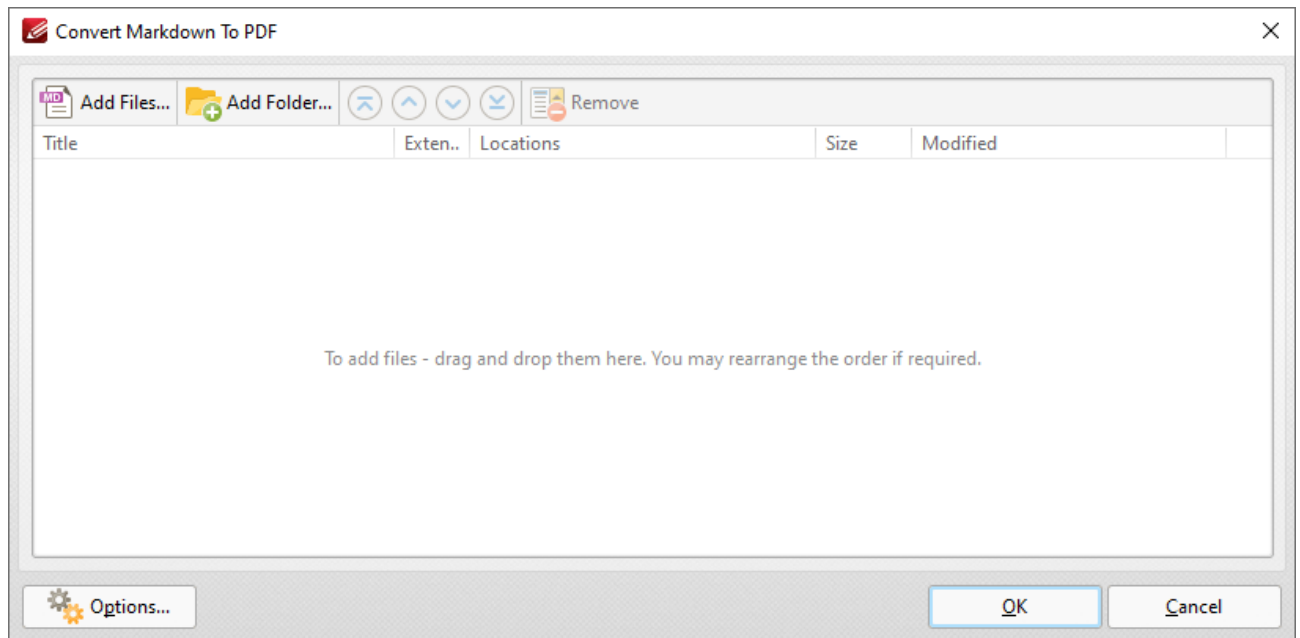 Convert Markdown To PDF
MD Add Files... Add Folder... Remove
Title Exten.. Locations Size Modified
To add files - drag and drop them here. You may rearrange the order if required.
Options... OK Cancel